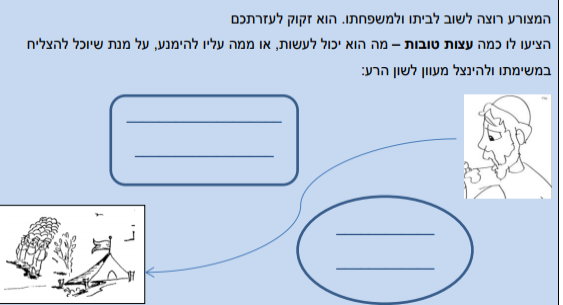 המצורע רוצה לשוב לביתו ולמשפחתו. הוא זקוק לעזרתכם
הציעו לו כמה עצות טובות – מה הוא יכול לעשות, או ממה עליו להימנע, על מנת שיוכל להצליח
במשימתו ולהינצל מעוון לשון הרע: